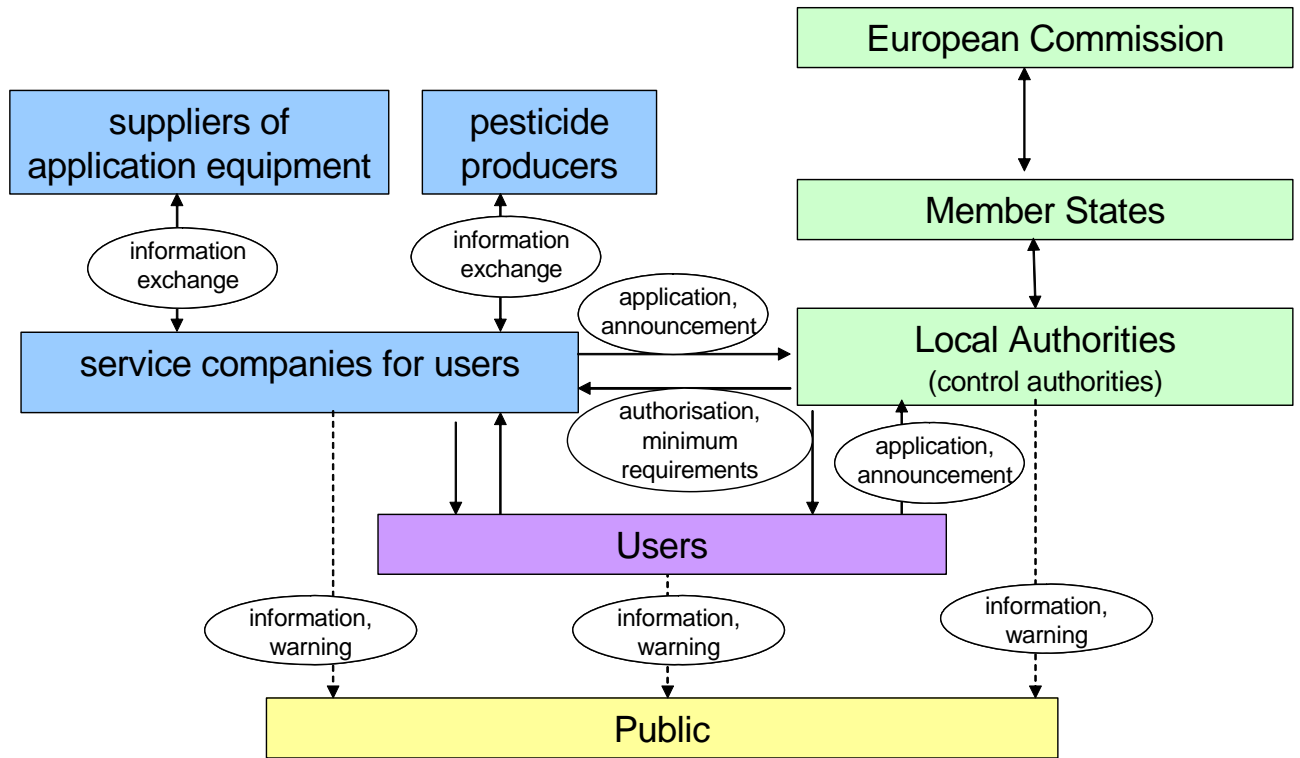 European Commission
suppliers of
application equipment
pesticide
producers
Member States
information
exchange
information
exchange
application,
announcement
service companies for users
Local Authorities
(control authorities)
authorisation,
minimum
requirements
application,
announcement
Users
information,
warning
information,
warning
information,
warning
Public